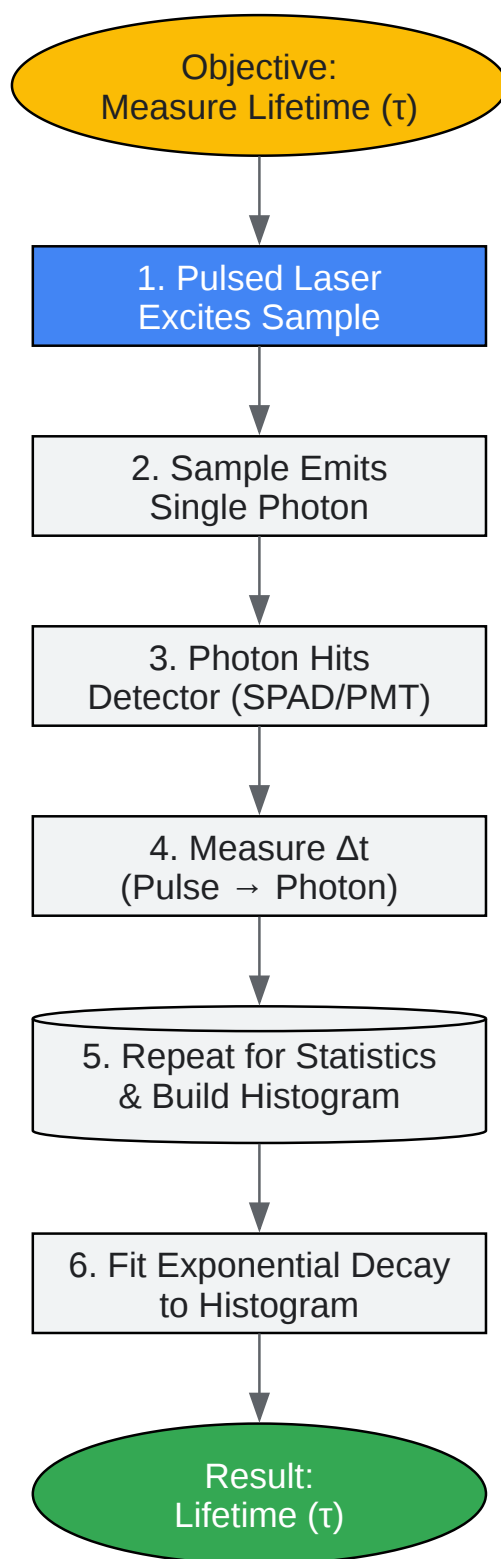 Objective:
Measure Lifetime (τ)
1. Pulsed Laser
Excites Sample
2. Sample Emits
Single Photon
3. Photon Hits
Detector (SPAD/PMT)
4. Measure Δt
(Pulse → Photon)
5. Repeat for Statistics
& Build Histogram
6. Fit Exponential Decay
to Histogram
Result:
Lifetime (τ)